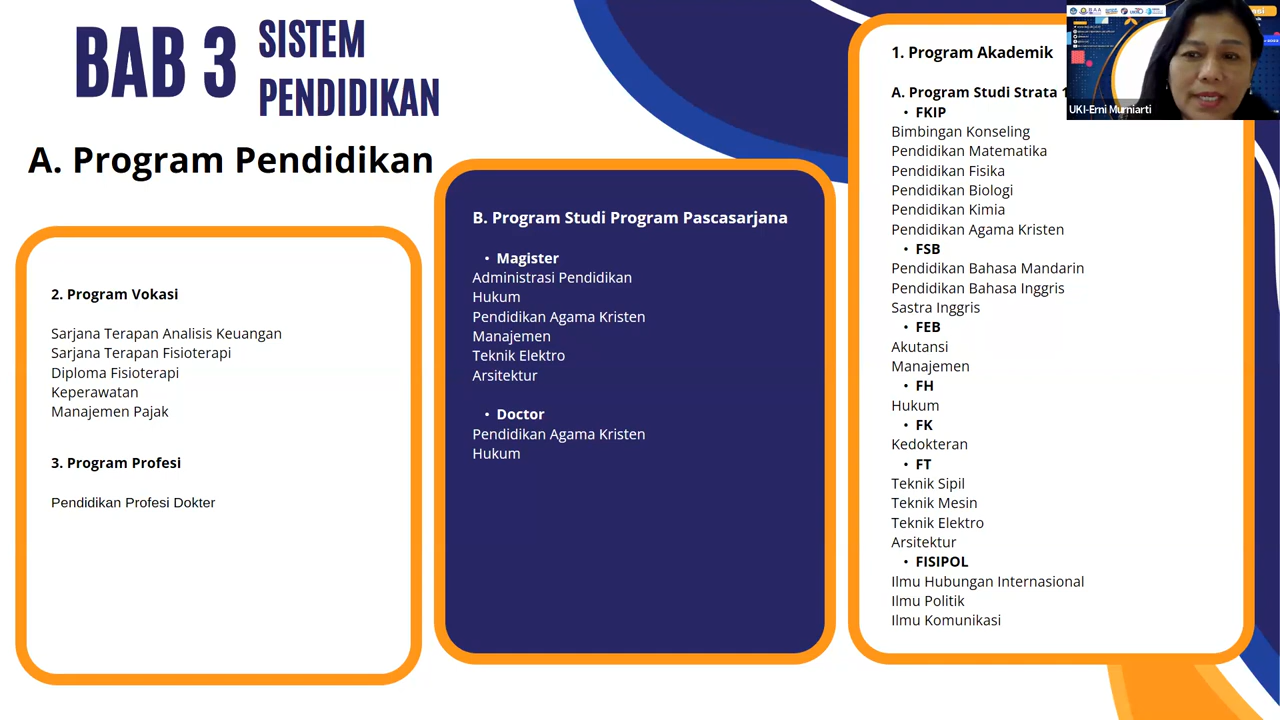 BAB 3
SISTEM
PENDIDIKAN
A. Program Pendidikan
1. Program Akademik
A. Program Studi Strata 1
• FKIP
Bimbingan Konseling
Pendidikan Matematika
Pendidikan Fisika
Pendidikan Biologi
Pendidikan Kimia
Pendidikan Agama Kristen
• FSB
Pendidikan Bahasa Mandarin
Pendidikan Bahasa Inggris
Sastra Inggris
• FEB
Akutansi
Manajemen
• FH
Hukum
• FK
Kedokteran
• FT
Teknik Sipil
Teknik Mesin
Teknik Elektro
Arsitektur
• FISIPOL
Ilmu Hubungan Internasional
Ilmu Politik
Ilmu Komunikasi
B. Program Studi Program Pascasarjana
• Magister
Administrasi Pendidikan
Hukum
Pendidikan Agama Kristen
Manajemen
Teknik Elektro
Arsitektur
• Doctor
Pendidikan Agama Kristen
Hukum
2. Program Vokasi
Sarjana Terapan Analisis Keuangan
Sarjana Terapan Fisioterapi
Diploma Fisioterapi
Keperawatan
Manajemen Pajak
3. Program Profesi
Pendidikan Profesi Dokter
UKI-Erni Murniarti